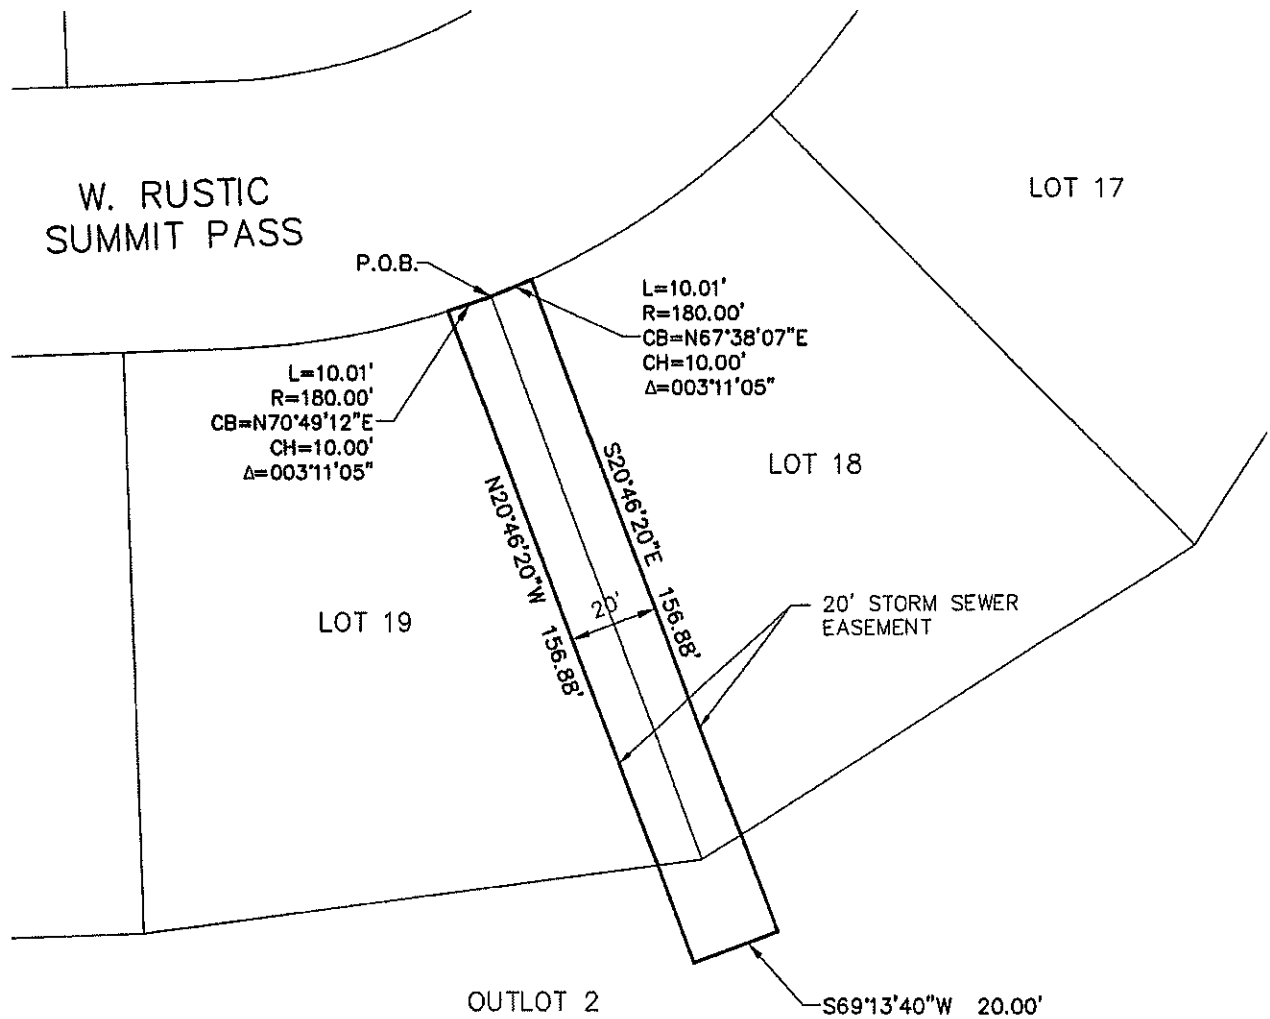 W. RUSTIC
SUMMIT PASS
LOT 17
P.O.B.
L=10.01'
R=180.00'
CB=N67°38'07"E
CH=10.00'
Δ=003°11'05"
L=10.01'
R=180.00'
CB=N70°49'12"E
CH=10.00'
Δ=003°11'05"
LOT 18
S20°46'20"E 156.88'
N20°46'20"W 156.88'
20'
LOT 19
20' STORM SEWER
EASEMENT
OUTLOT 2
S69°13'40"W 20.00'